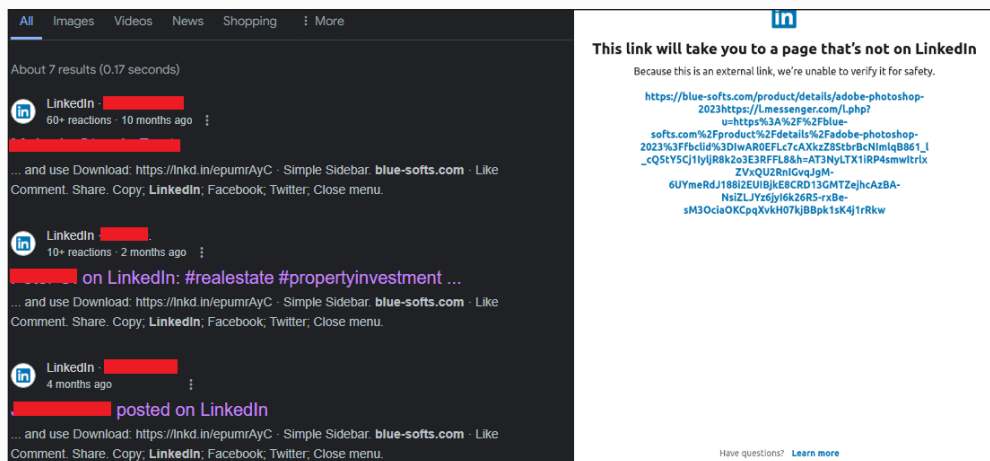 All Images Videos News Shopping ⋮ More
About 7 results (0.17 seconds)
LinkedIn ·
60+ reactions · 10 months ago ⋮
... and use Download: https://lnkd.in/epumrAyC · Simple Sidebar. blue-softs.com · Like
Comment. Share. Copy; LinkedIn; Facebook; Twitter; Close menu.
LinkedIn · .
10+ reactions · 2 months ago ⋮
on LinkedIn: #realestate #propertyinvestment ...
... and use Download: https://lnkd.in/epumrAyC · Simple Sidebar. blue-softs.com · Like
Comment. Share. Copy; LinkedIn; Facebook; Twitter; Close menu.
LinkedIn ·
4 months ago ⋮
posted on LinkedIn
... and use Download: https://lnkd.in/epumrAyC · Simple Sidebar. blue-softs.com · Like
Comment. Share. Copy; LinkedIn; Facebook; Twitter; Close menu.
in
This link will take you to a page that's not on LinkedIn
Because this is an external link, we're unable to verify it for safety.
https://blue-softs.com/product/details/adobe-photoshop-
2023https://l.messenger.com/l.php?
u=https%3A%2F%2Fblue-
softs.com%2Fproduct%2Fdetails%2Fadobe-photoshop-
2023%3Ffbclid%3DIwAR0EFLc7cAXkzZ8StbrBcNImlqB861_l
_cQ5tY5Cj1IyljR8k2o3E3RFFL8&h=AT3NyLTX1iRP4smwItrlx
ZVxQU2RnIGvqJgM-
6UYmeRdJ188i2EUIBjkE8CRD13GMTZejhcAzBA-
NsiZLJYz6jyI6k26R5-rxBe-
sM3OciaOKCpqXvkH07kjBBpk1sK4j1rRkw
Have questions? Learn more